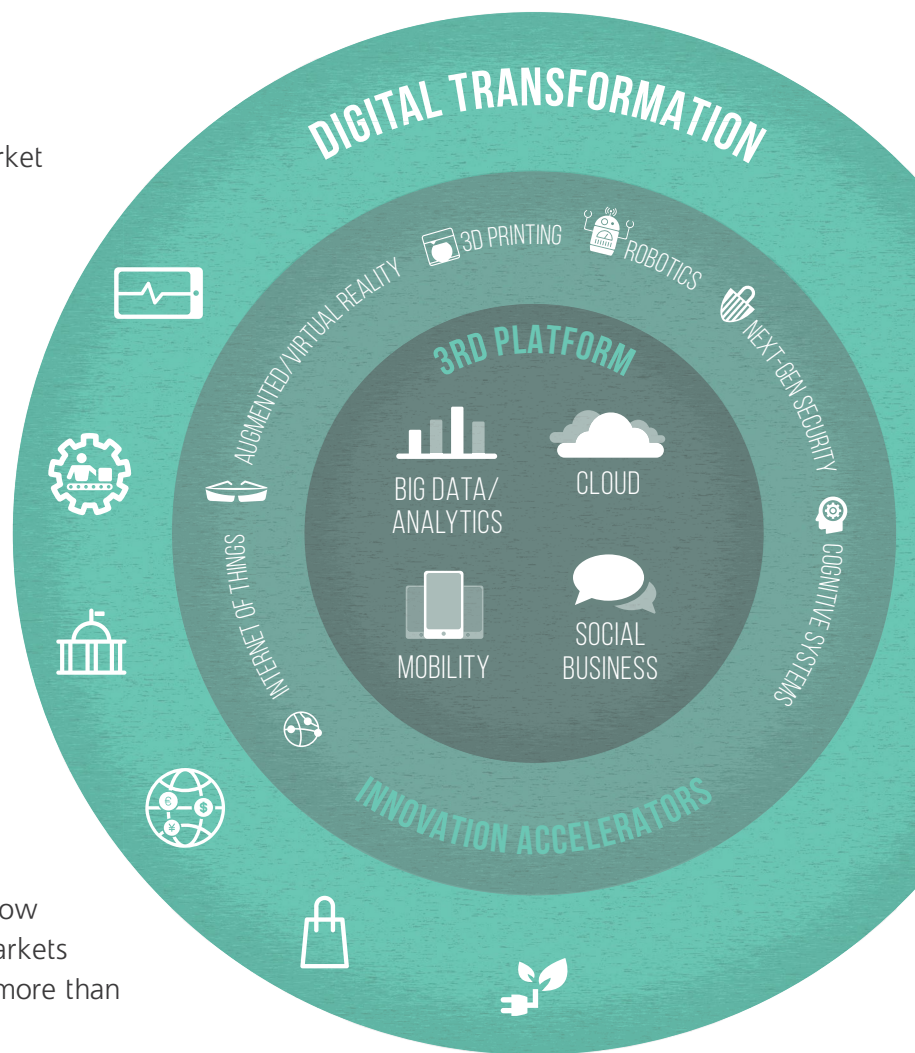 DIGITAL TRANSFORMATION
rket
3D PRINTING
ROBOTICS
AUGMENTED/VIRTUAL REALITY
NEXT-GEN SECURITY
3RD PLATFORM
BIG DATA/
ANALYTICS
CLOUD
INTERNET OF THINGS
COGNITIVE SYSTEMS
MOBILITY
SOCIAL
BUSINESS
INNOVATION ACCELERATORS
€
$
¥
ow
arkets
more than